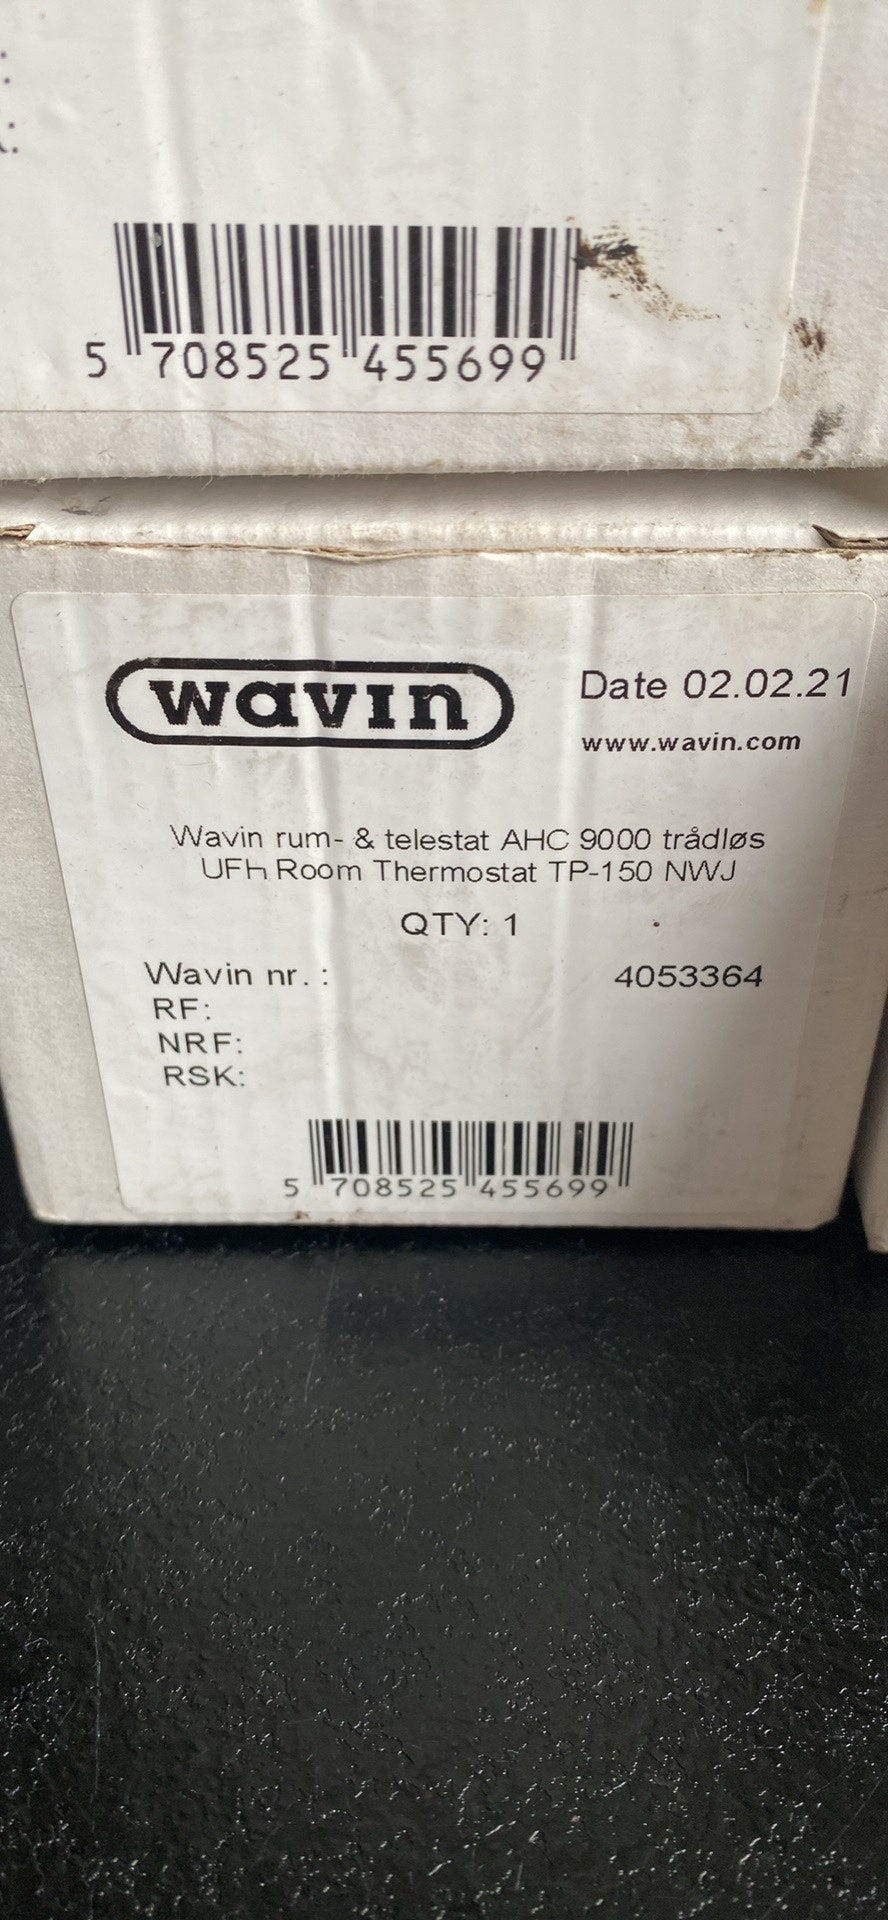 5 708525 455699
wavin
Date 02.02.21
www.wavin.com
Wavin rum- & telestat AHC 9000 trådløs
UFh Room Thermostat TP-150 NWJ
QTY: 1
Wavin nr. : 4053364
RF:
NRF:
RSK:
5 708525 455699